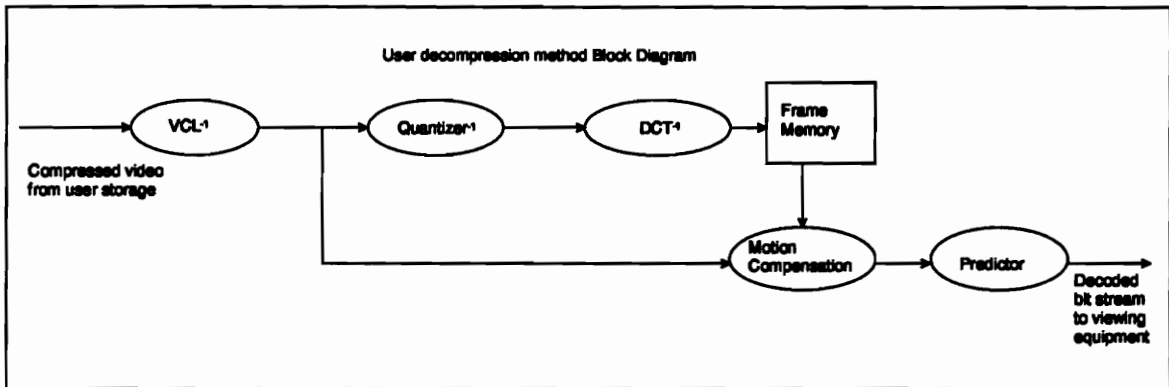 User decompression method Block Diagram
VCL⁻¹
Quantizer⁻¹
DCT⁻¹
Frame
Memory
Compressed video
from user storage
Motion
Compensation
Predictor
Decoded
bit stream
to viewing
equipment